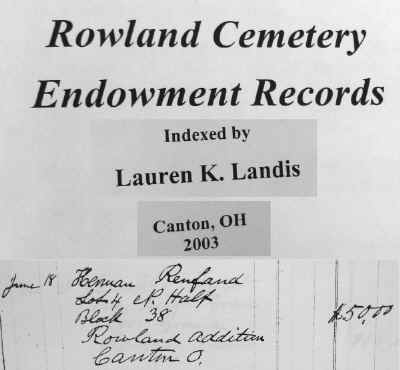 Rowland Cemetery
Endowment Records
Indexed by
Lauren K. Landis
Canton, OH
2003
June 18 Herman Renfand
Lot 4 N. Half
Block 38 $50.00
Rowland Addition
Canton O.